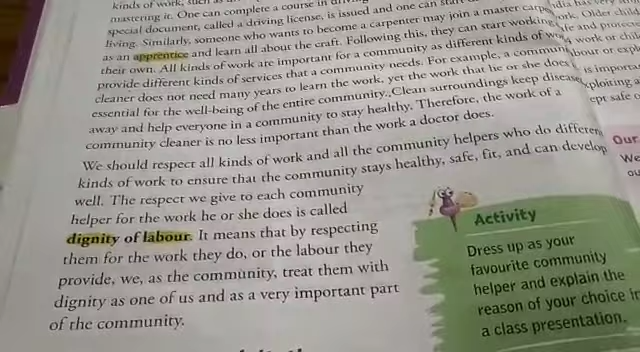 kinds of work, such as
mastering it. One can complete a course in
special document, called a driving license, is issued and one can start
living. Similarly, someone who wants to become a carpenter may join a master
as an apprentice and learn all about the craft. Following this, they can start working
their own. All kinds of work are important for a community as different kinds of work
provide different kinds of services that a community needs. For example, a community
cleaner does not need many years to learn the work, yet the work that he or she does is
essential for the well-being of the entire community. Clean surroundings keep diseases
away and help everyone in a community to stay healthy. Therefore, the work of a
community cleaner is no less important than the work a doctor does.
We should respect all kinds of work and all the community helpers who do different
kinds of work to ensure that the community stays healthy, safe, fit, and can develop
well. The respect we give to each community
helper for the work he or she does is called
dignity of labour. It means that by respecting
them for the work they do, or the labour they
provide, we, as the community, treat them with
dignity as one of us and as a very important part
of the community.
Activity
Dress up as your
favourite community
helper and explain the
reason of your choice in
a class presentation.
Our
We